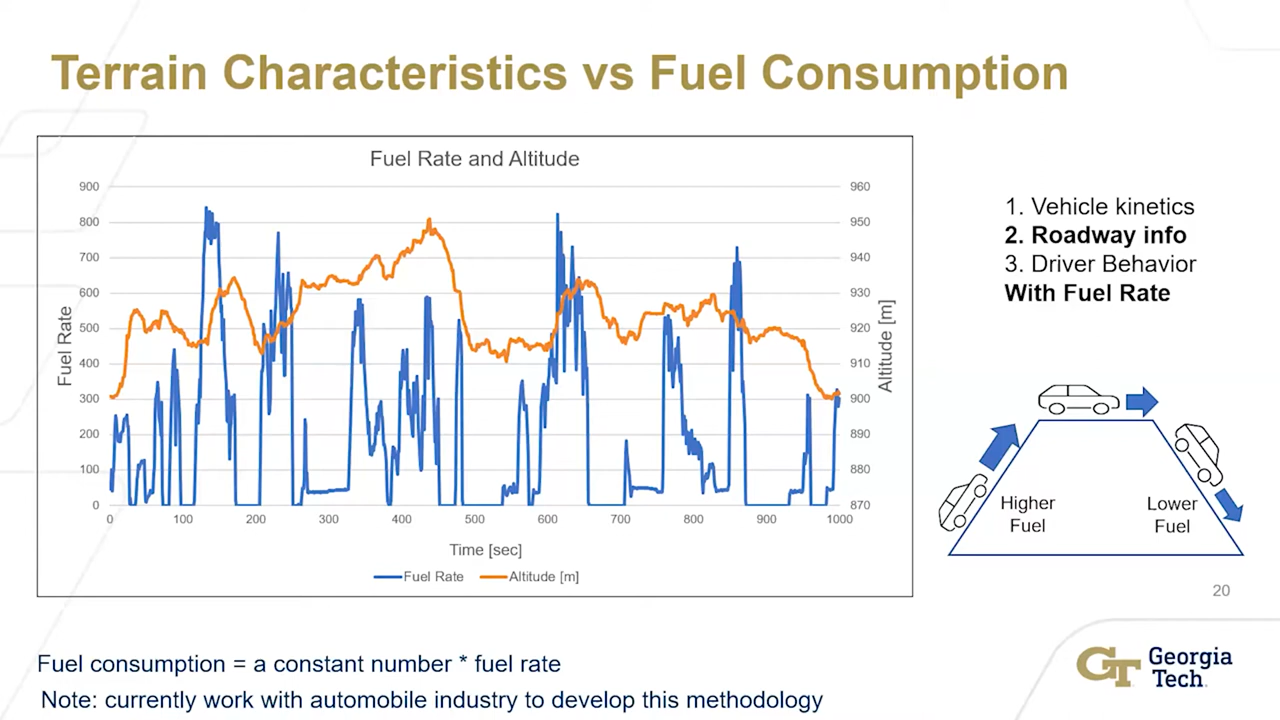 Terrain Characteristics vs Fuel Consumption
Fuel Rate and Altitude
900
800
700
600
500
400
300
200
100
0
Fuel Rate
960
950
940
930
920
910
900
890
880
870
Altitude [m]
0 100 200 300 400 500 600 700 800 900 1000
Time [sec]
Fuel Rate Altitude [m]
1. Vehicle kinetics
2. Roadway info
3. Driver Behavior
With Fuel Rate
Higher
Fuel
Lower
Fuel
20
Fuel consumption = a constant number * fuel rate
Note: currently work with automobile industry to develop this methodology
GT Georgia
Tech